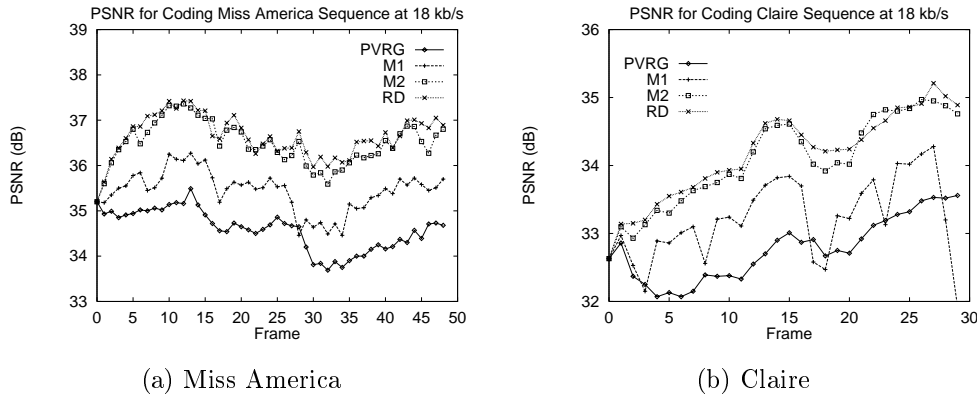 PSNR for Coding Miss America Sequence at 18 kb/s
39
38
37
36
35
34
33
PSNR (dB)
PVRG
M1
M2
RD
0 5 10 15 20 25 30 35 40 45 50
Frame
(a) Miss America
PSNR for Coding Claire Sequence at 18 kb/s
36
35
34
33
32
PSNR (dB)
PVRG
M1
M2
RD
0 5 10 15 20 25 30
Frame
(b) Claire